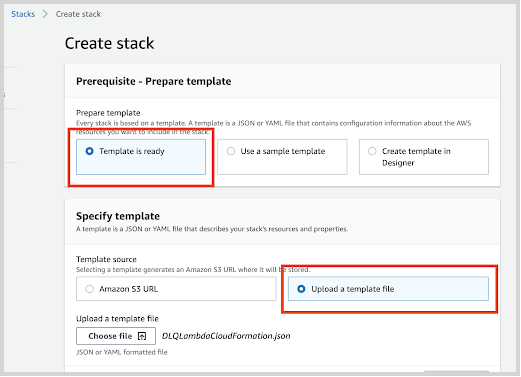 Stacks > Create stack
Create stack
Prerequisite - Prepare template
Prepare template
Every stack is based on a template. A template is a JSON or YAML file that contains configuration information about the AWS
resources you want to include in the stack.
Template is ready
Use a sample template
Create template in
Designer
Specify template
A template is a JSON or YAML file that describes your stack's resources and properties.
Template source
Selecting a template generates an Amazon S3 URL where it will be stored.
Amazon S3 URL
Upload a template file
Upload a template file
Choose file DLQLambdaCloudFormation.json
JSON or YAML formatted file